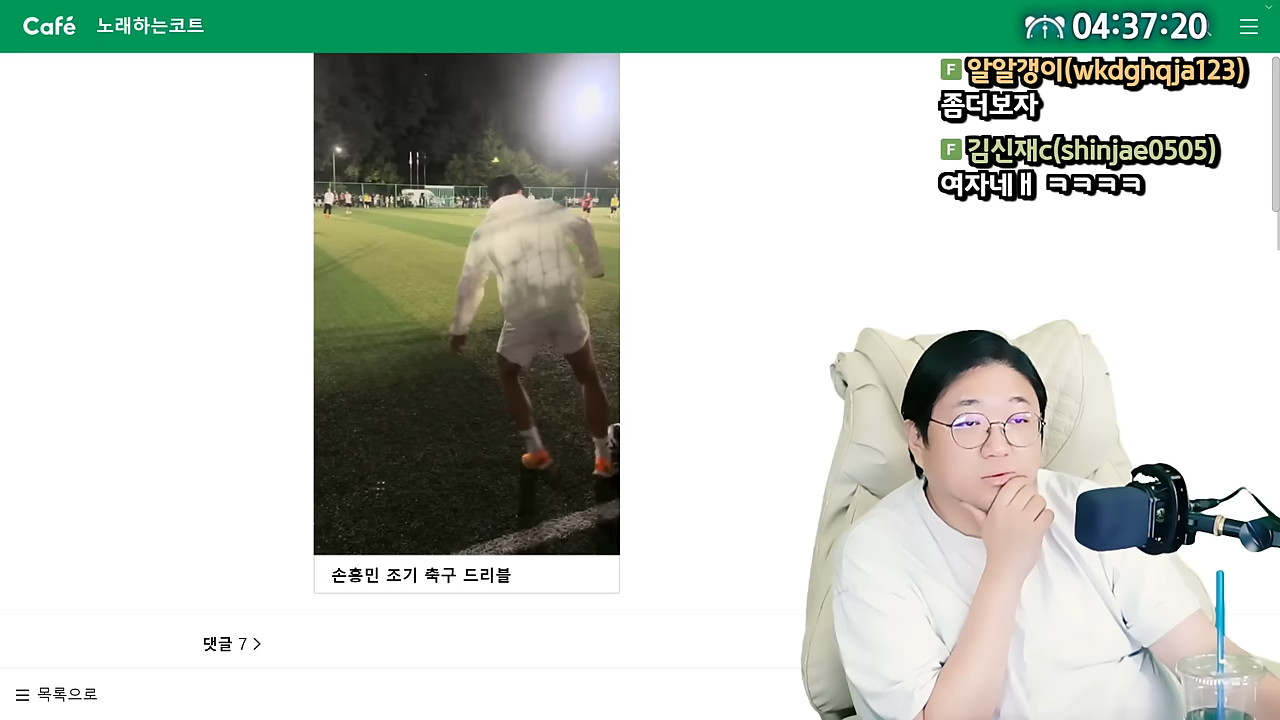 Café 노래하는코트
04:37:20
F 알알갱이(wkdghqja123)
좀더보자
F 김신재c(shinjae0505)
여자네ㅐ ㅋㅋㅋㅋ
손흥민 조기 축구 드리블
댓글 7 >
목록으로